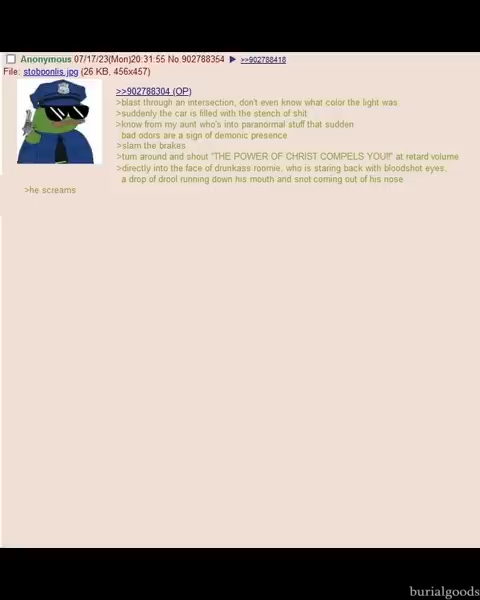 Anonymous 07/17/23(Mon)20:31:55 No.902788354 ▶ >>902788418
File: stobponlis.jpg (26 KB, 456x457)
>>902788304 (OP)
>blast through an intersection, don't even know what color the light was
>suddenly the car is filled with the stench of shit
>know from my aunt who's into paranormal stuff that sudden
bad odors are a sign of demonic presence
>slam the brakes
>turn around and shout "THE POWER OF CHRIST COMPELS YOU!!" at retard volume
>directly into the face of drunkass roomie, who is staring back with bloodshot eyes,
a drop of drool running down his mouth and snot coming out of his nose
>he screams
burialgoods